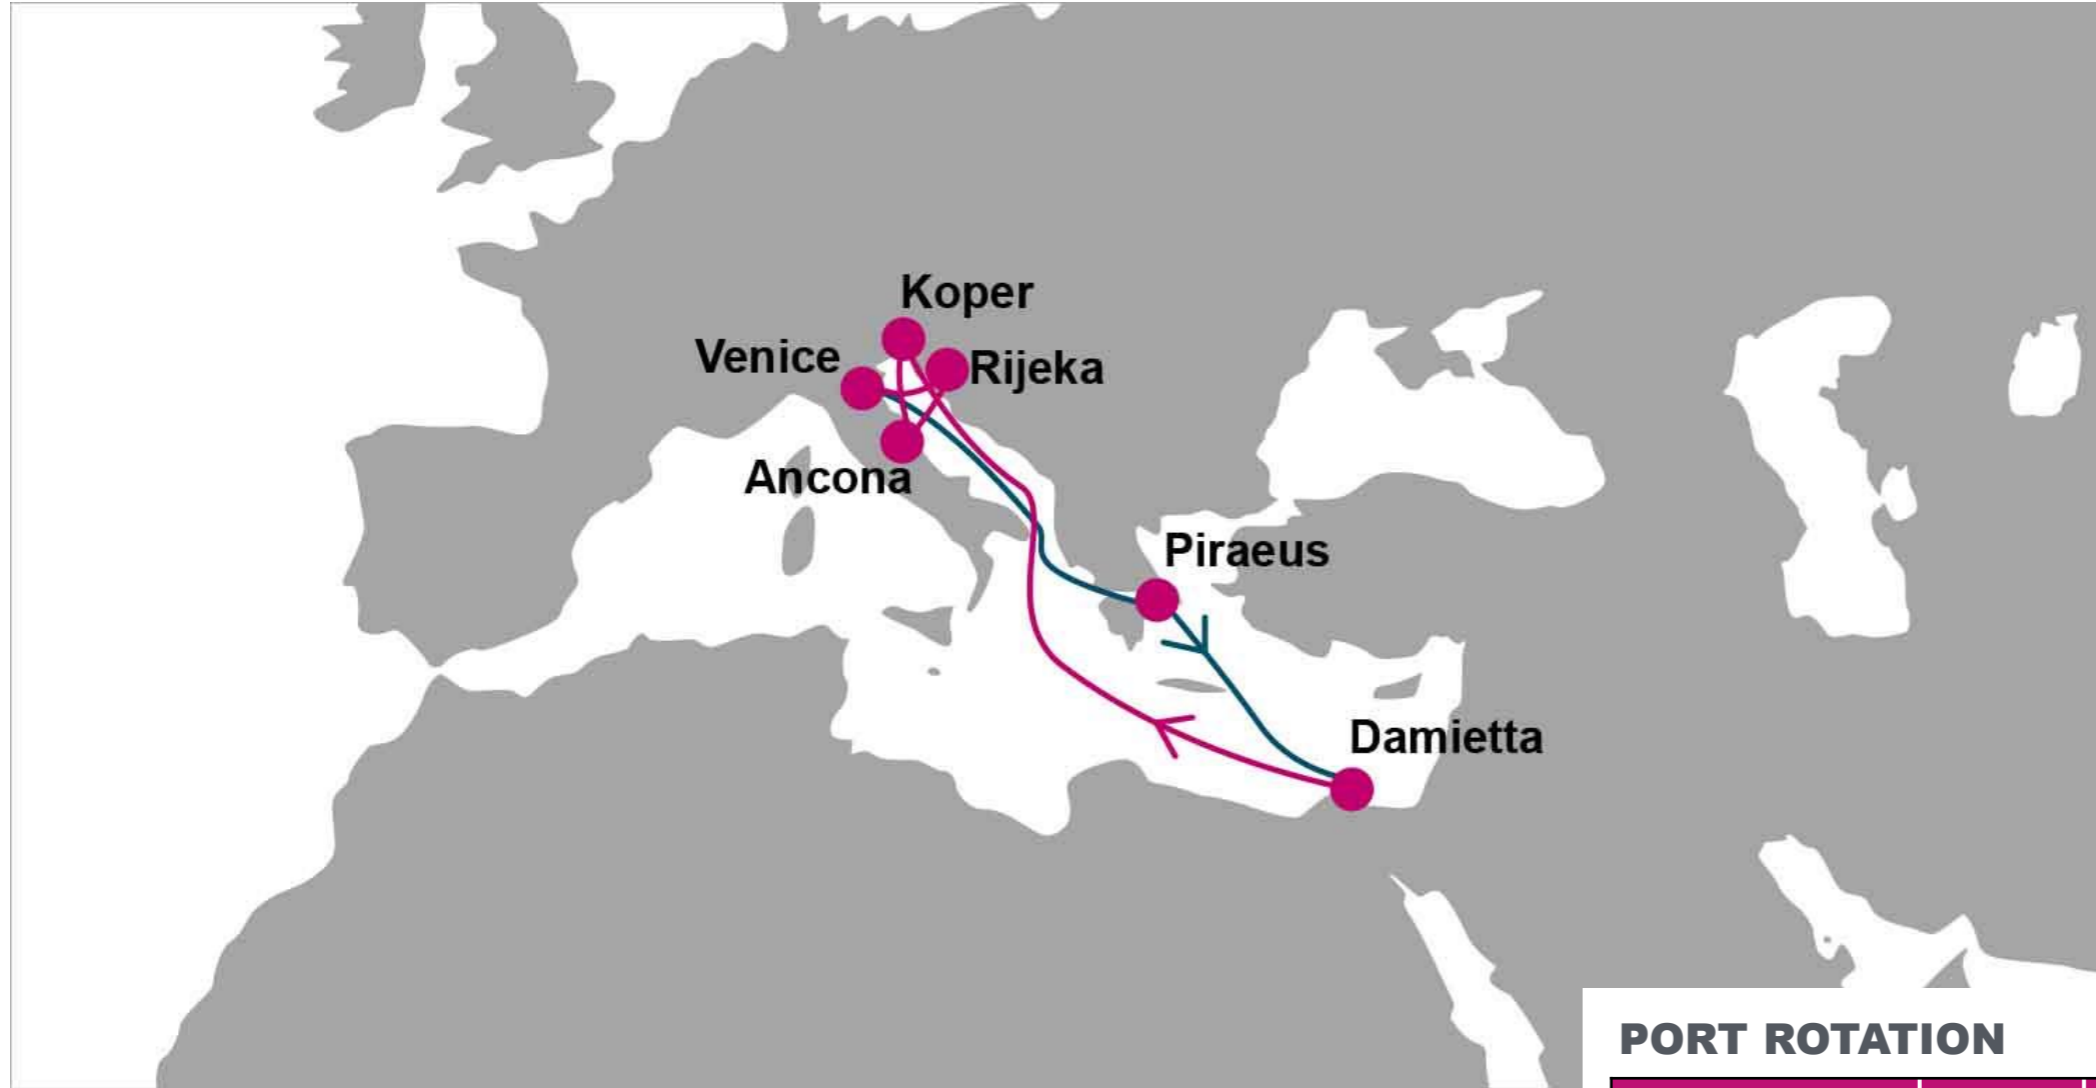 Koper
Venice
Rijeka
Ancona
Piraeus
Damietta
PORT ROTATION